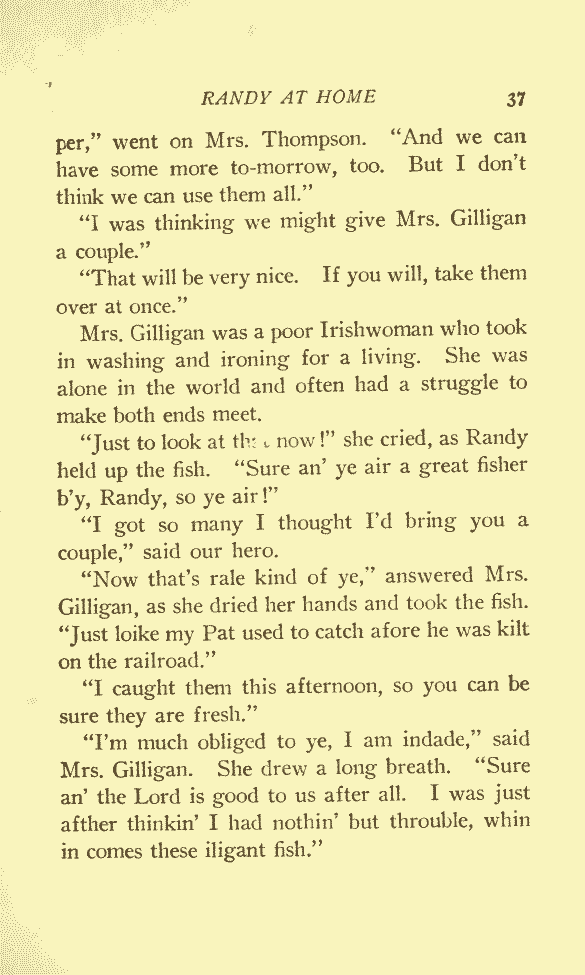 RANDY AT HOME 37
per,” went on Mrs. Thompson. “And we can
have some more to-morrow, too. But I don’t
think we can use them all.”
“I was thinking we might give Mrs. Gilligan
a couple.”
“That will be very nice. If you will, take them
over at once.”
Mrs. Gilligan was a poor Irishwoman who took
in washing and ironing for a living. She was
alone in the world and often had a struggle to
make both ends meet.
“Just to look at now!” she cried, as Randy
held up the fish. “Sure an’ ye air a great fisher
b’y, Randy, so ye air!”
“I got so many I thought I’d bring you a
couple,” said our hero.
“Now that’s rale kind of ye,” answered Mrs.
Gilligan, as she dried her hands and took the fish.
“Just loike my Pat used to catch afore he was kilt
on the railroad.”
“I caught them this afternoon, so you can be
sure they are fresh.”
“I’m much obliged to ye, I am indade,” said
Mrs. Gilligan. She drew a long breath. “Sure
an’ the Lord is good to us after all. I was just
afther thinkin’ I had nothin’ but throuble, whin
in comes these iligant fish.”